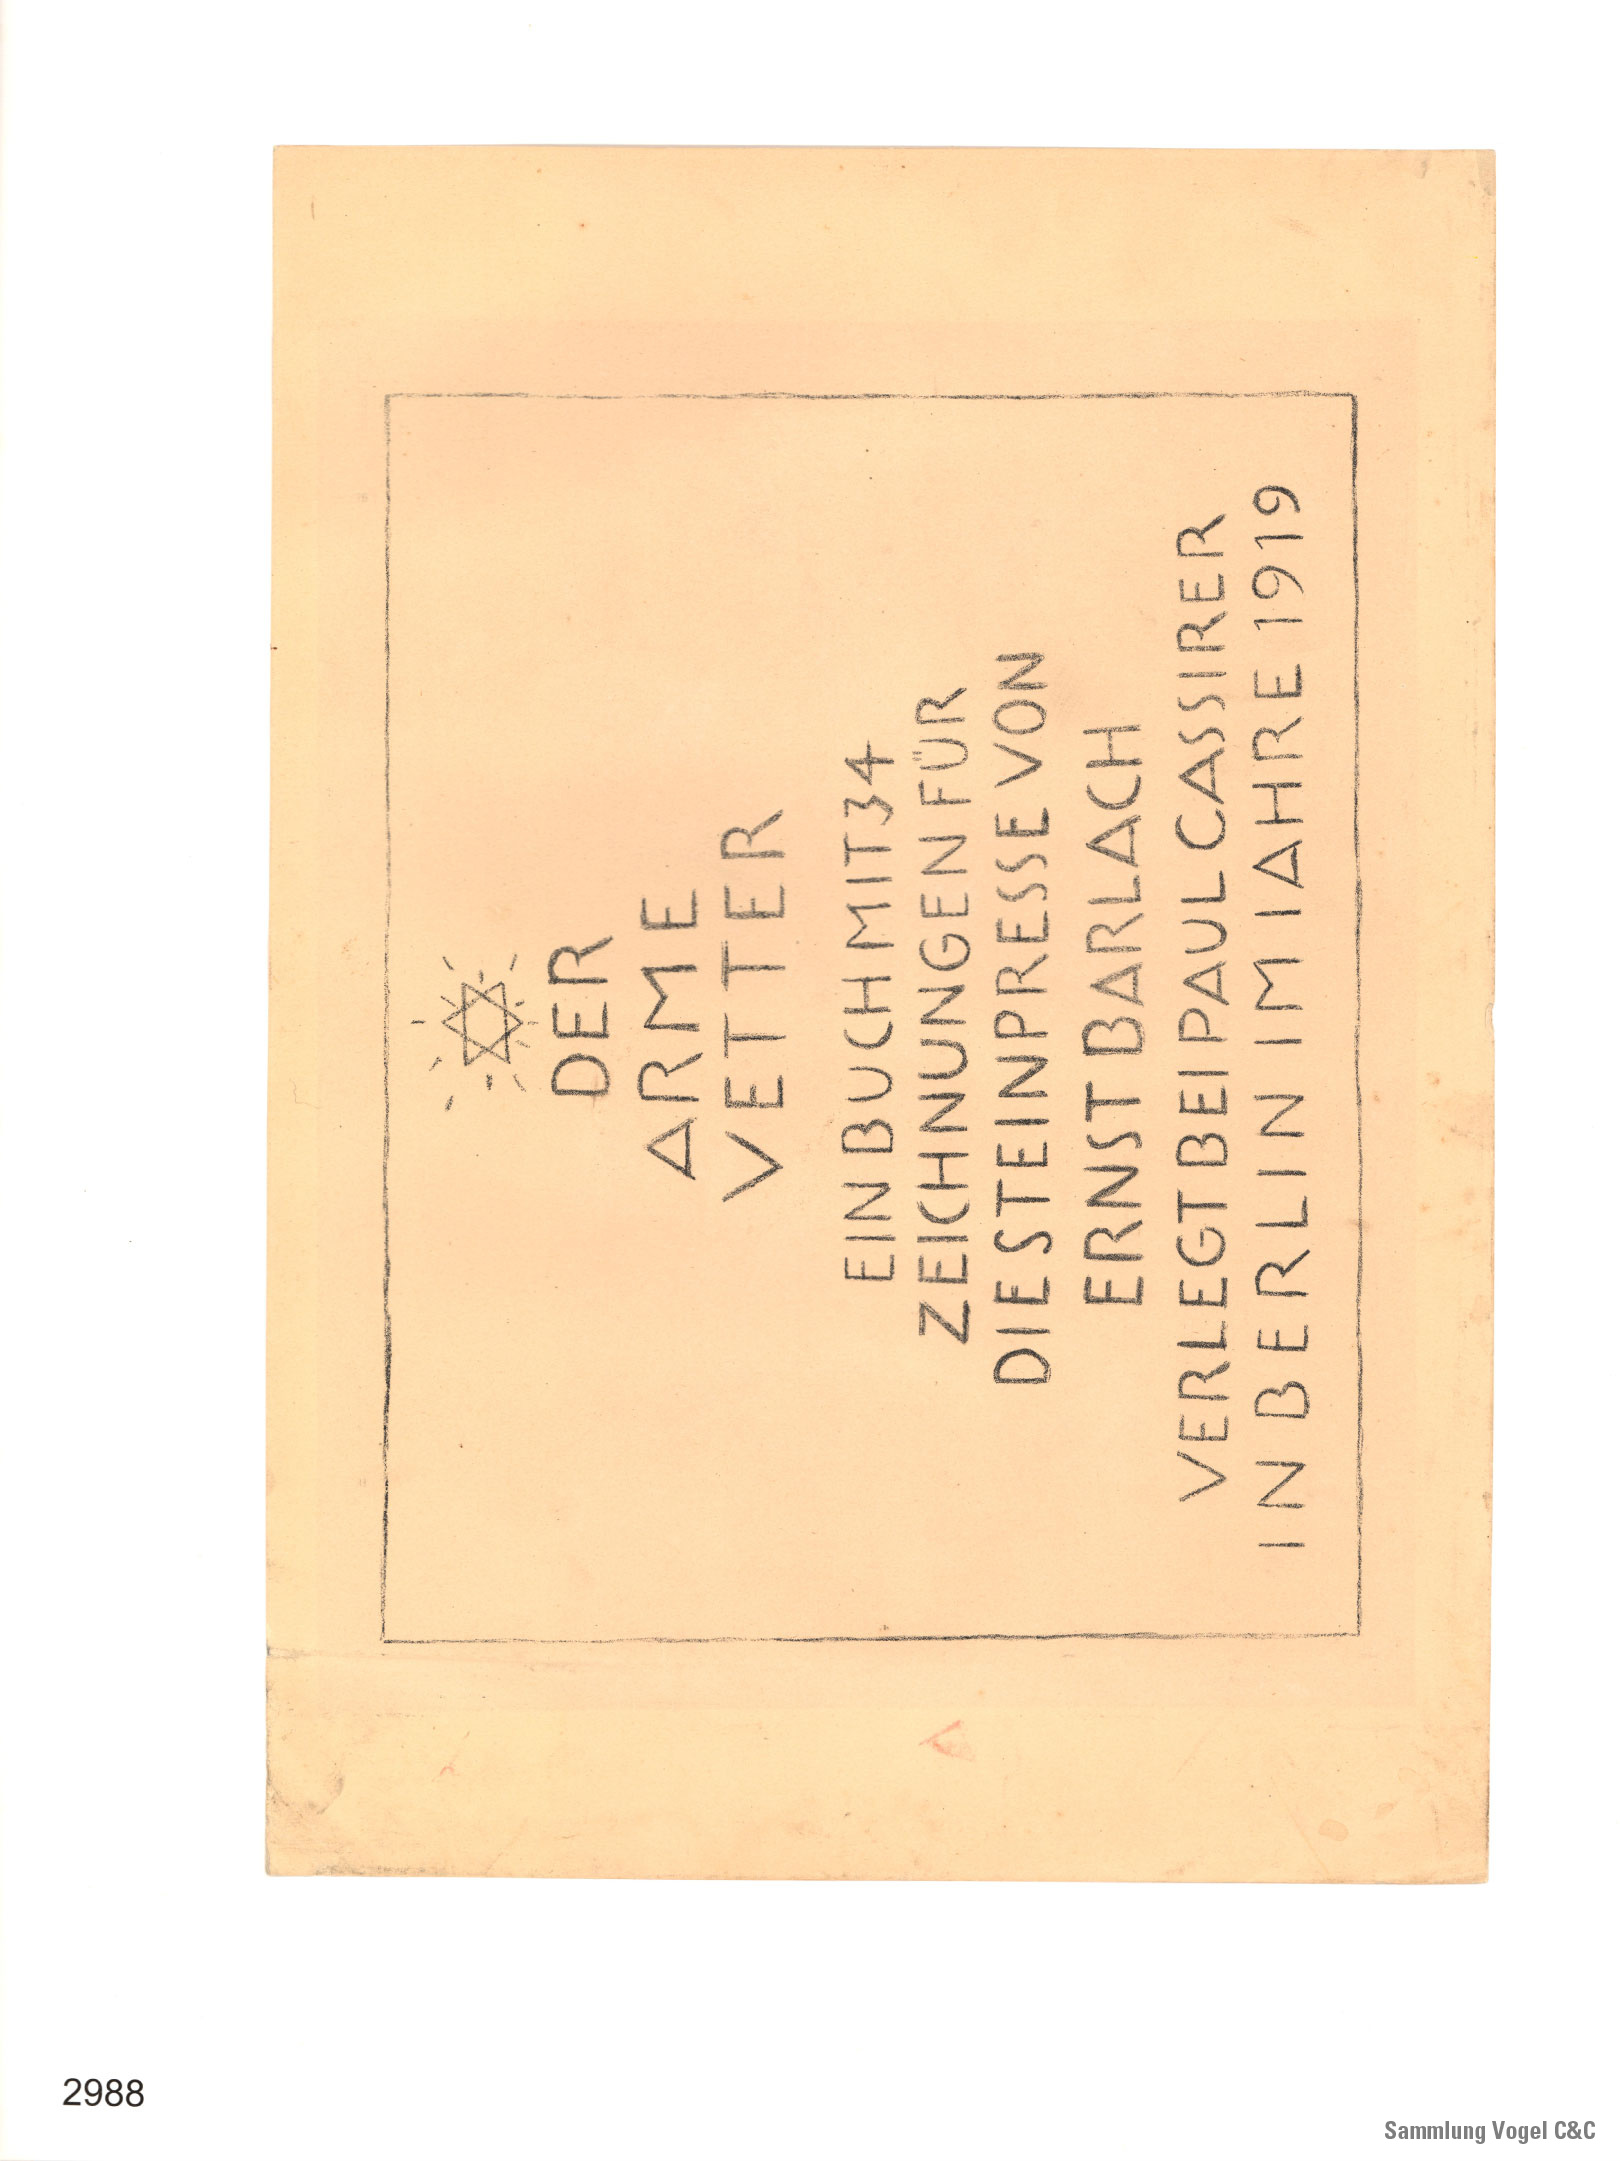 DER
ARME
VETTER
EIN BUCH MIT 34
ZEICHNUNGEN FÜR
DIE STEINPRESSE VON
ERNST BARLACH
VERLEGT BEI PAUL CASSIRER
IN BERLIN IM IAHRE 1919
2988
Sammlung Vogel C&C